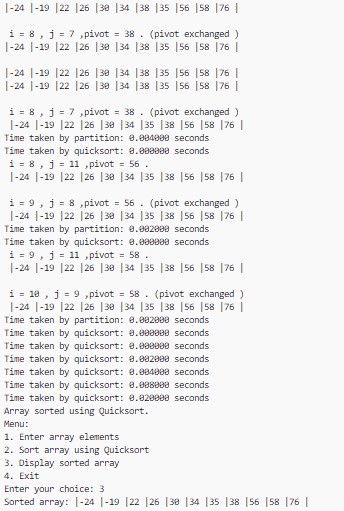 |-24 |-19 |22 |26 |30 |34 |38 |35 |56 |58 |76 |
i = 8 , j = 7 ,pivot = 38 . (pivot exchanged )
|-24 |-19 |22 |26 |30 |34 |38 |35 |56 |58 |76 |
|-24 |-19 |22 |26 |30 |34 |38 |35 |56 |58 |76 |
i = 8 , j = 7 ,pivot = 38 . (pivot exchanged )
|-24 |-19 |22 |26 |30 |34 |35 |38 |56 |58 |76 |
Time taken by partition: 0.004000 seconds
Time taken by quicksort: 0.000000 seconds
i = 8 , j = 11 ,pivot = 56 .
|-24 |-19 |22 |26 |30 |34 |35 |38 |56 |58 |76 |
i = 9 , j = 8 ,pivot = 56 . (pivot exchanged )
|-24 |-19 |22 |26 |30 |34 |35 |38 |56 |58 |76 |
Time taken by partition: 0.002000 seconds
Time taken by quicksort: 0.000000 seconds
i = 9 , j = 11 ,pivot = 58 .
|-24 |-19 |22 |26 |30 |34 |35 |38 |56 |58 |76 |
i = 10 , j = 9 ,pivot = 58 . (pivot exchanged )
|-24 |-19 |22 |26 |30 |34 |35 |38 |56 |58 |76 |
Time taken by partition: 0.002000 seconds
Time taken by quicksort: 0.000000 seconds
Time taken by quicksort: 0.000000 seconds
Time taken by quicksort: 0.002000 seconds
Time taken by quicksort: 0.004000 seconds
Time taken by quicksort: 0.008000 seconds
Time taken by quicksort: 0.020000 seconds
Array sorted using Quicksort.
Menu:
1. Enter array elements
2. Sort array using Quicksort
3. Display sorted array
4. Exit
Enter your choice: 3
Sorted array: |-24 |-19 |22 |26 |30 |34 |35 |38 |56 |58 |76 |